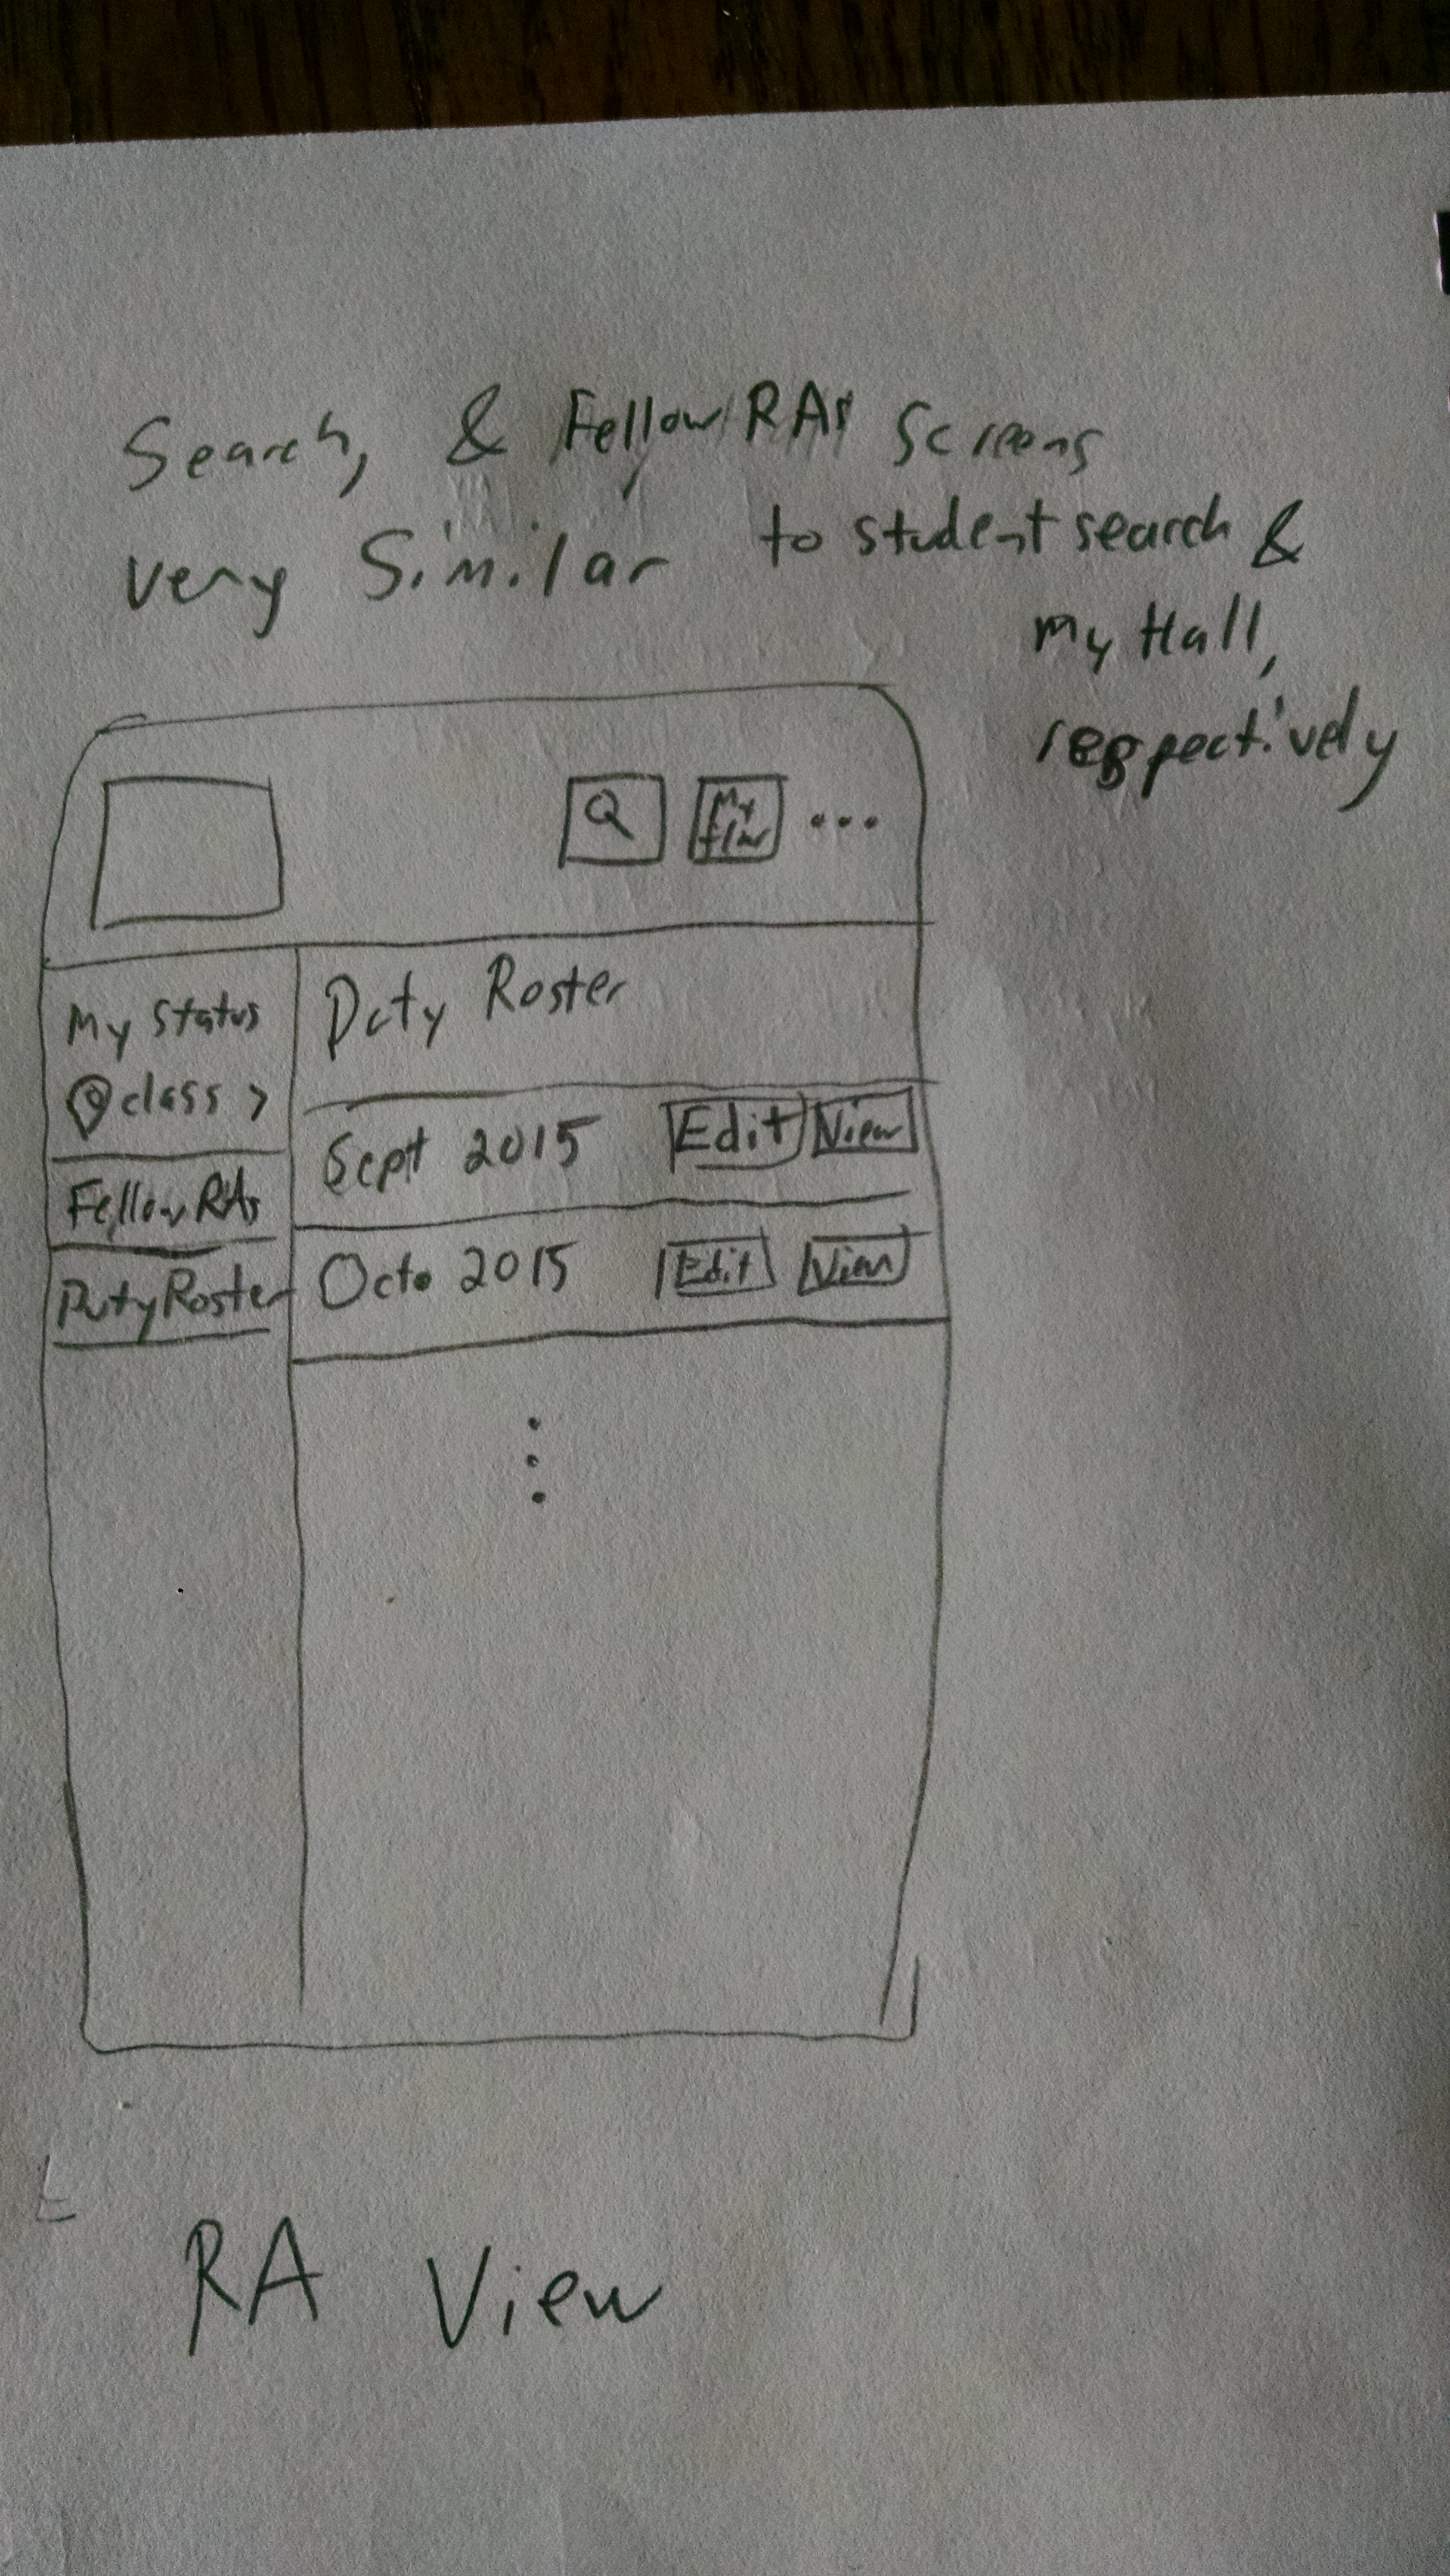 Search, & Fellow RAs Screens
very Similar to student search &
My Hall,
respectively
My
flor
...
My Status
class >
Fellow RAs
Duty Roster
Duty Roster
Sept 2015 Edit View
Octo 2015 Edit View
RA View